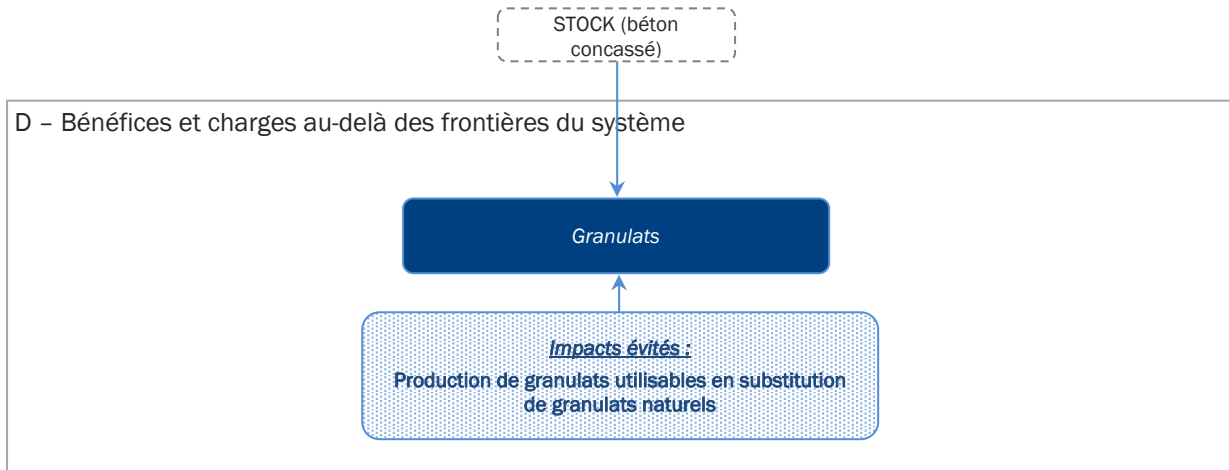 STOCK (béton
concassé)
D – Bénéfices et charges au-delà des frontières du système
Granulats
Impacts évités :
Production de granulats utilisables en substitution
de granulats naturels